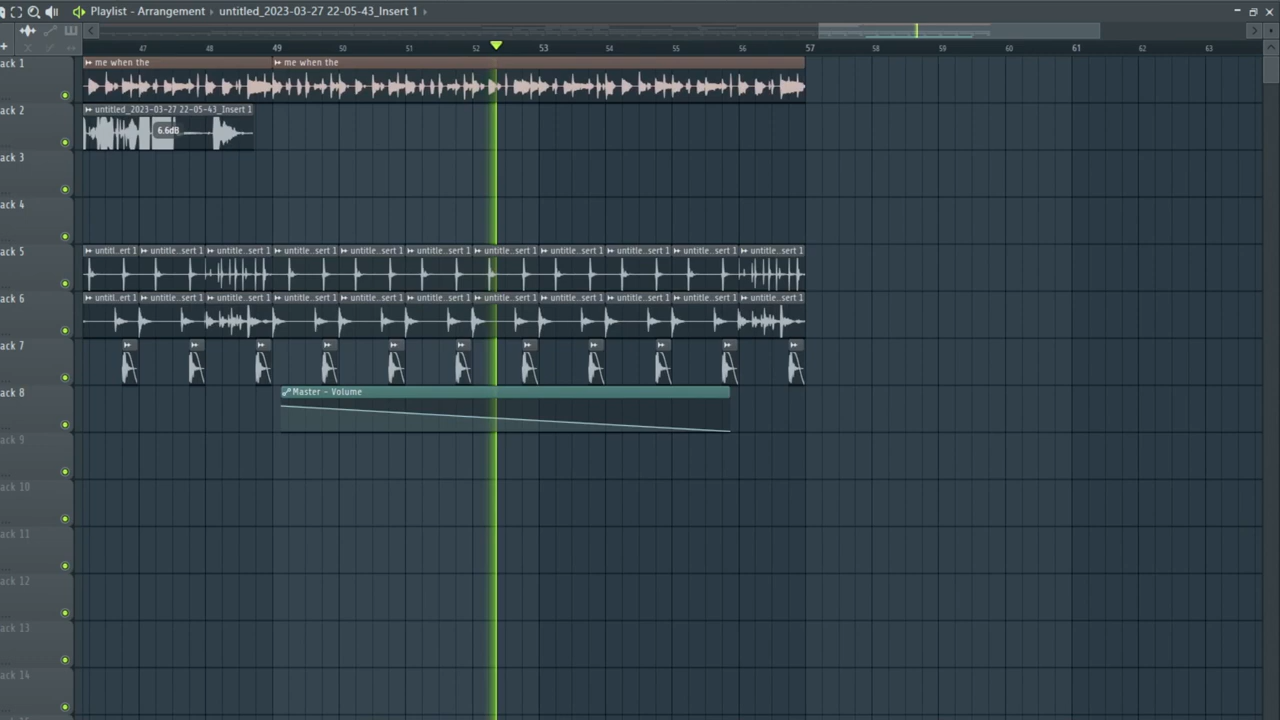 Playlist - Arrangement › untitled_2023-03-27 22-05-43_Insert 1 ›
47 48 49 50 51 52 53 54 55 56 57 58 59 60 61 62 63
ack 1
me when the me when the
ack 2
untitled_2023-03-27 22-05-43_Insert 1
6.6dB
ack 3
ack 4
ack 5
untitl..ert 1 untitle..sert 1 untitle..sert 1 untitle..sert 1 untitle..sert 1 untitle..sert 1 untitle..sert 1 untitle..sert 1 untitle..sert 1 untitle..sert 1 untitle..sert 1
ack 6
untitl..ert 1 untitle..sert 1 untitle..sert 1 untitle..sert 1 untitle..sert 1 untitle..sert 1 untitle..sert 1 untitle..sert 1 untitle..sert 1 untitle..sert 1 untitle..sert 1
ack 7
ack 8
Master - Volume
ack 9
ack 10
ack 11
ack 12
ack 13
ack 14